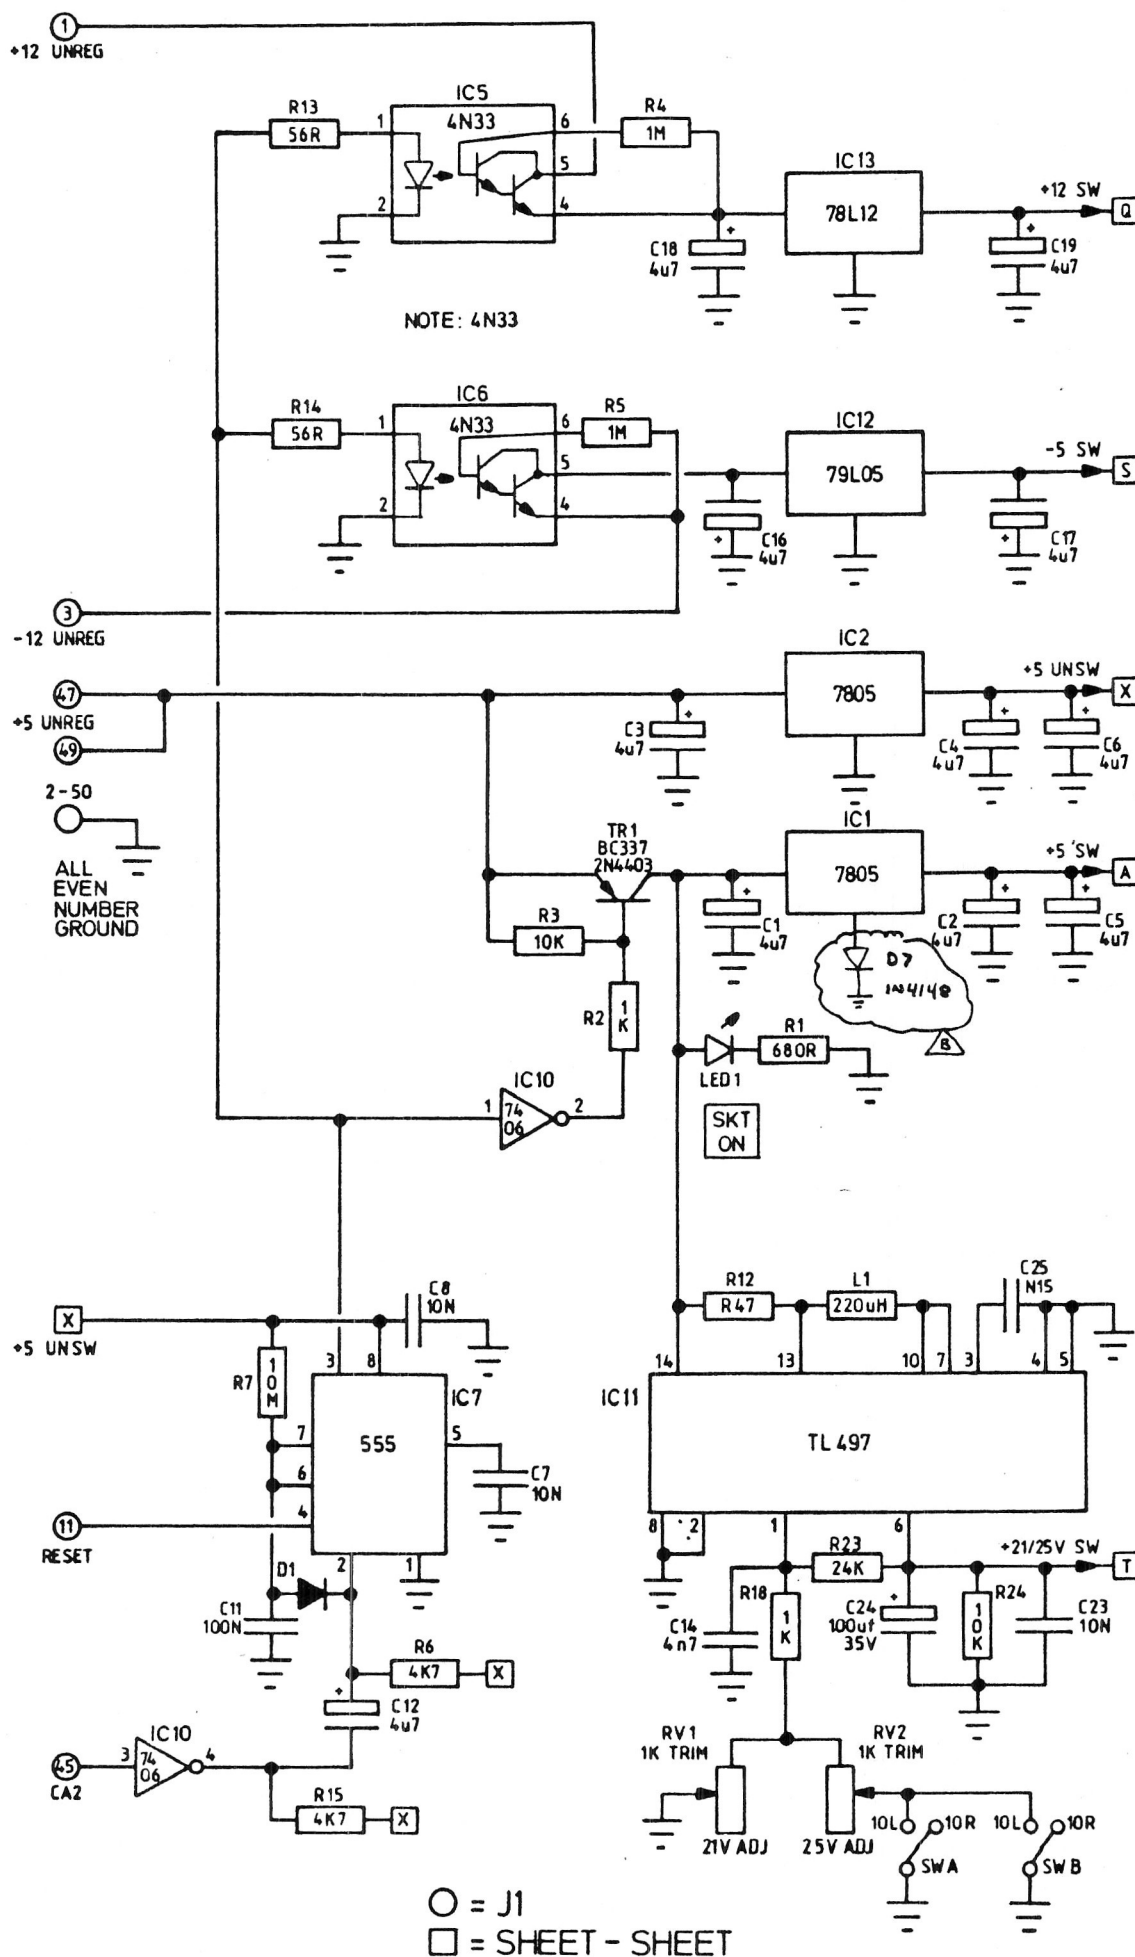 1
+12 UNREG
R13
56R
1
2
IC5
4N33
6
5
4
R4
1M
C18
4u7
+
IC13
78L12
+12 SW
Q
+
C19
4u7
NOTE: 4N33
R14
56R
1
2
IC6
4N33
6
5
4
R5
1M
C16
4u7
+
IC12
79L05
-5 SW
S
C17
4u7
+
3
-12 UNREG
47
+5 UNREG
49
2-50
ALL
EVEN
NUMBER
GROUND
C3
4u7
+
IC2
7805
+5 UNSW
X
+
C4
4u7
+
C6
4u7
TR1
BC337
2N4403
R3
10K
R2
1K
C1
4u7
+
IC1
7805
+5 SW
A
+
C2
4u7
+
C5
4u7
D7
1N4148
B
LED1
R1
680R
SKT
ON
1
IC10
74
06
2
X
+5 UNSW
C8
10N
R7
10M
3
8
IC7
555
7
6
4
5
2
1
C7
10N
11
RESET
D1
C11
100N
R6
4K7
X
+
C12
4u7
45
CA2
3
IC10
74
06
4
R15
4K7
X
R12
R47
L1
220uH
C25
N15
14
13
10
7
3
4
5
IC11
TL497
8
2
1
6
R23
24K
+21/25V SW
T
C14
4n7
R18
1K
C24
100uf
35V
+
R24
10K
C23
10N
RV1
1K TRIM
21V ADJ
RV2
1K TRIM
25V ADJ
10L
10R
SWA
10L
10R
SWB
= J1
= SHEET - SHEET